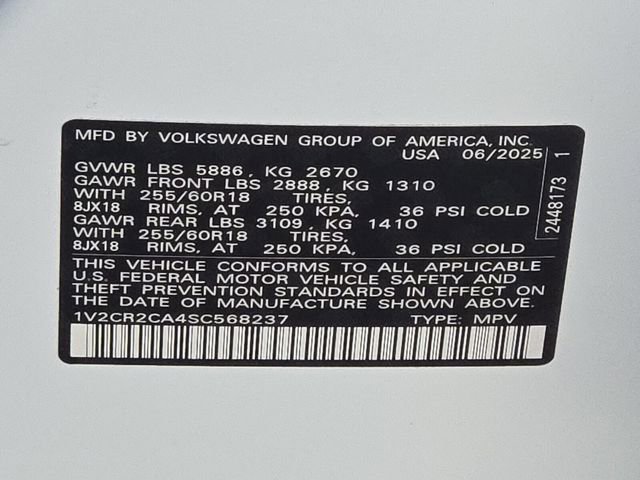 MFD BY VOLKSWAGEN GROUP OF AMERICA, INC.
USA 06/2025
GVWR LBS 5886, KG 2670
GAWR FRONT LBS 2888, KG 1310
WITH 255/60R18 TIRES,
8JX18 RIMS, AT 250 KPA, 36 PSI COLD
GAWR REAR LBS 3109, KG 1410
WITH 255/60R18 TIRES,
8JX18 RIMS, AT 250 KPA, 36 PSI COLD
THIS VEHICLE CONFORMS TO ALL APPLICABLE
U.S. FEDERAL MOTOR VEHICLE SAFETY AND
THEFT PREVENTION STANDARDS IN EFFECT ON
THE DATE OF MANUFACTURE SHOWN ABOVE.
1V2CR2CA4SC568237 TYPE: MPV
2448173 1